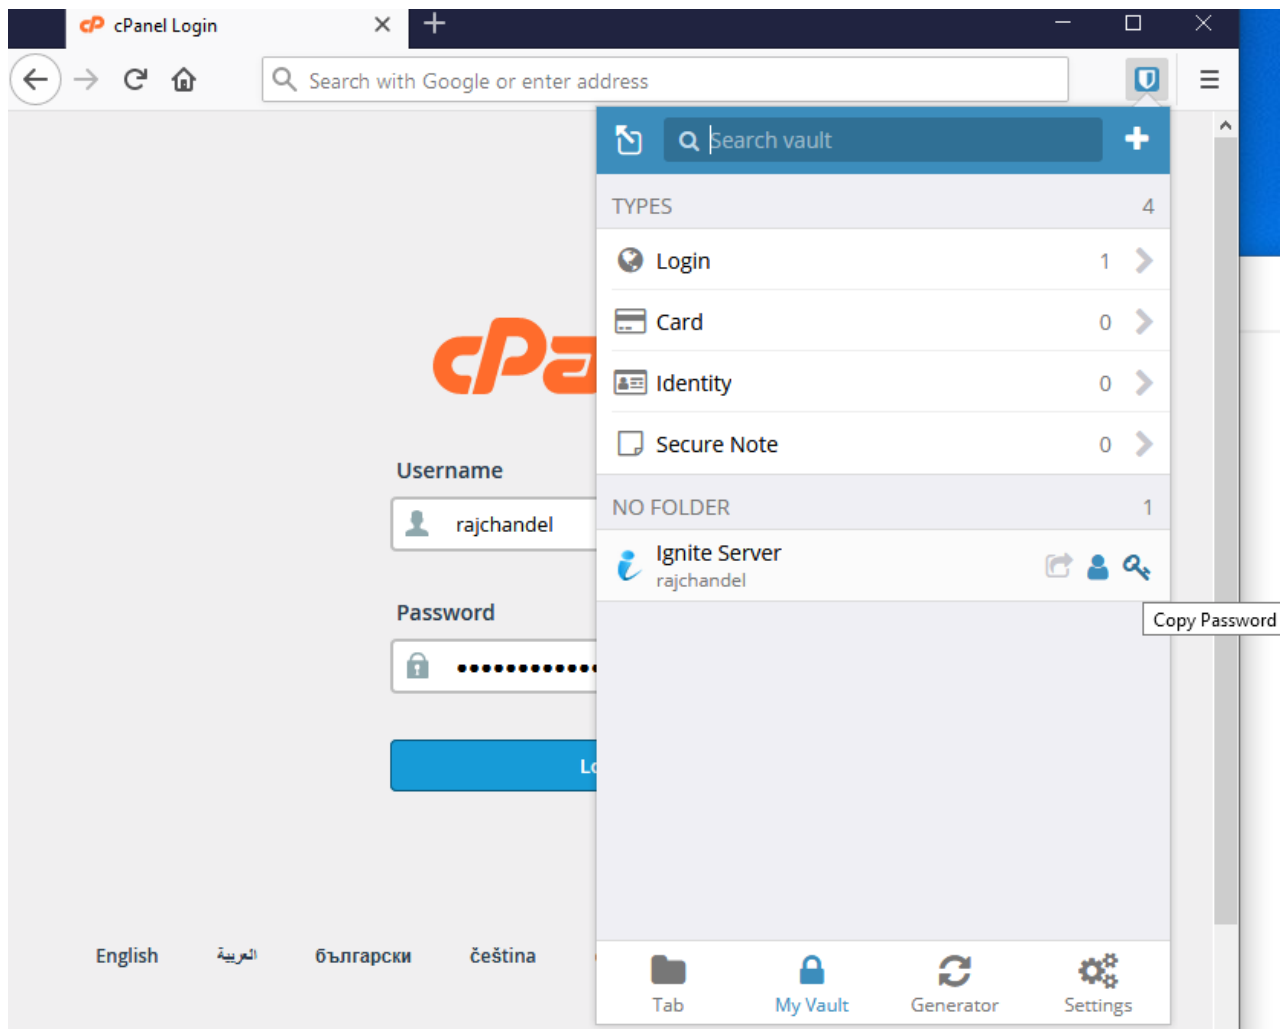 cPanel Login
Search with Google or enter address
Search vault
TYPES 4
Login 1
Card 0
Identity 0
Secure Note 0
NO FOLDER 1
Ignite Server
rajchandel
Copy Password
Tab My Vault Generator Settings
cPa
Username
rajchandel
Password
Lo
English العربية български čeština